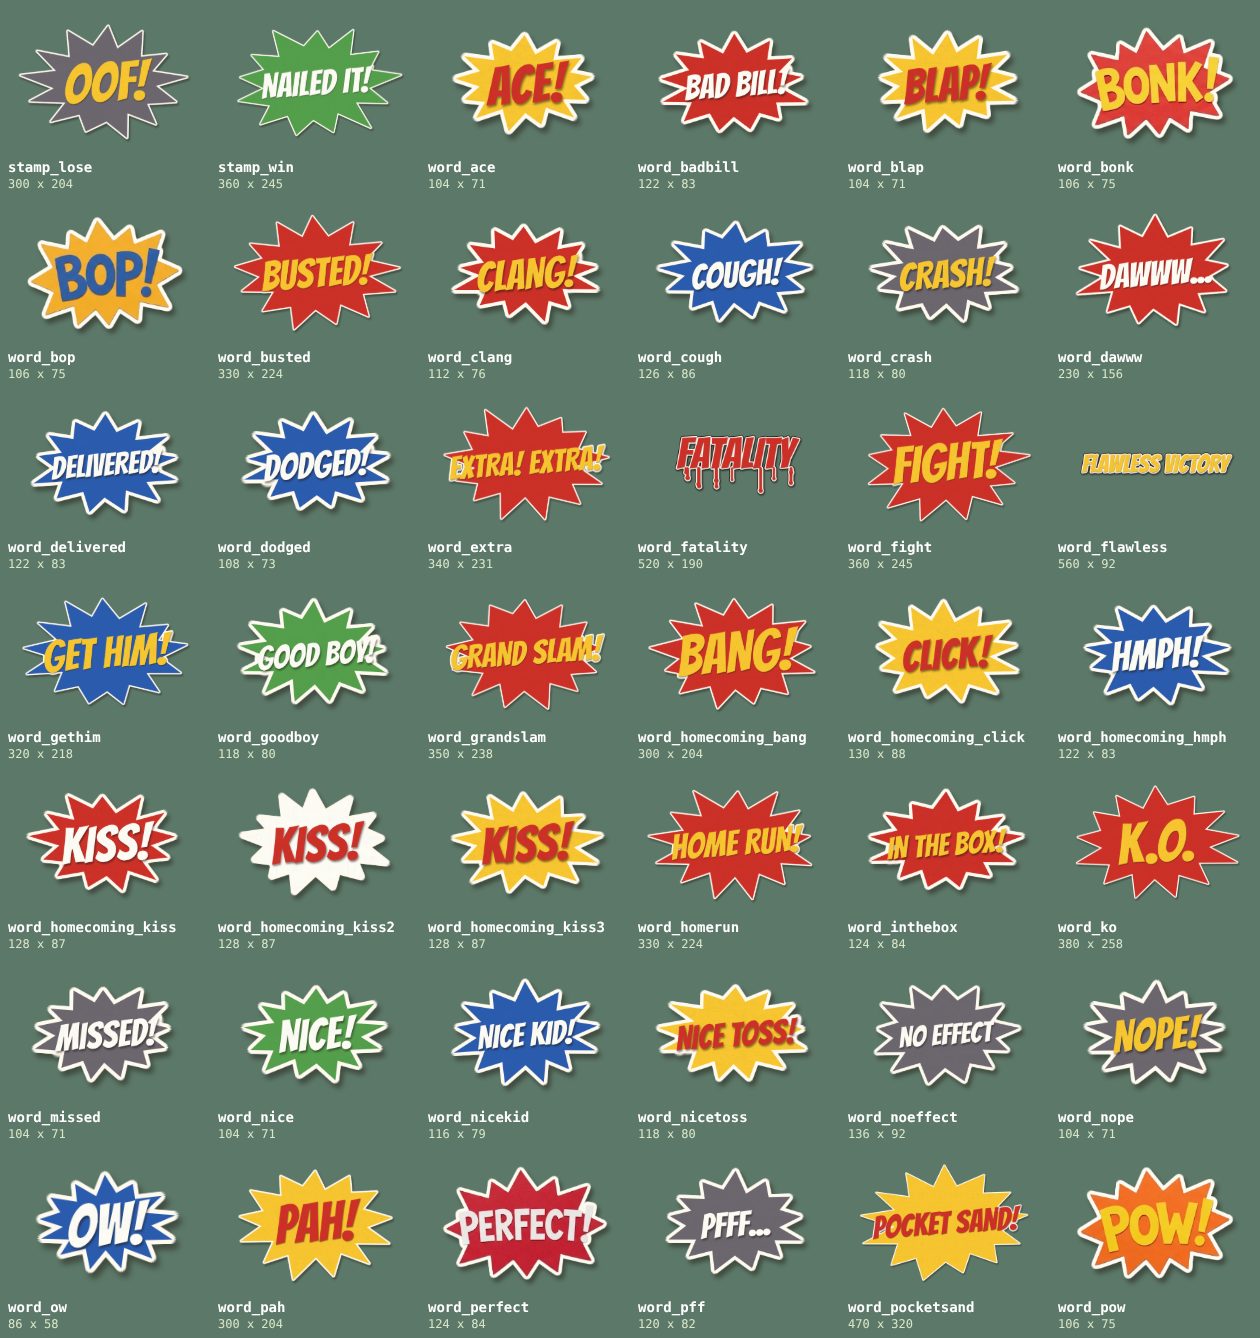 OOF!
NAILED IT!
ACE!
BAD BILL!
BLAP!
BONK!
stamp_lose
stamp_win
word_ace
word_badbill
word_blap
word_bonk
300 x 204
360 x 245
104 x 71
122 x 83
104 x 71
106 x 75
BOP!
BUSTED!
CLANG!
COUGH!
CRASH!
DAWWW...
word_bop
word_busted
word_clang
word_cough
word_crash
word_dawww
106 x 75
330 x 224
112 x 76
126 x 86
118 x 80
230 x 156
DELIVERED!
DODGED!
EXTRA! EXTRA!
FATALITY
FIGHT!
FLAWLESS VICTORY
word_delivered
word_dodged
word_extra
word_fatality
word_fight
word_flawless
122 x 83
108 x 73
340 x 231
520 x 190
360 x 245
560 x 92
GET HIM!
GOOD BOY!
GRAND SLAM!
BANG!
CLICK!
HMPH!
word_gethim
word_goodboy
word_grandslam
word_homecoming_bang
word_homecoming_click
word_homecoming_hmph
320 x 218
118 x 80
350 x 238
300 x 204
130 x 88
122 x 83
KISS!
KISS!
KISS!
HOME RUN!
IN THE BOX!
K.O.
word_homecoming_kiss
word_homecoming_kiss2
word_homecoming_kiss3
word_homerun
word_inthebox
word_ko
128 x 87
128 x 87
128 x 87
330 x 224
124 x 84
380 x 258
MISSED!
NICE!
NICE KID!
NICE TOSS!
NO EFFECT
NOPE!
word_missed
word_nice
word_nicekid
word_nicetoss
word_noeffect
word_nope
104 x 71
104 x 71
116 x 79
118 x 80
136 x 92
104 x 71
OW!
PAH!
PERFECT!
PFFF...
POCKET SAND!
POW!
word_ow
word_pah
word_perfect
word_pff
word_pocketsand
word_pow
86 x 58
300 x 204
124 x 84
120 x 82
470 x 320
106 x 75